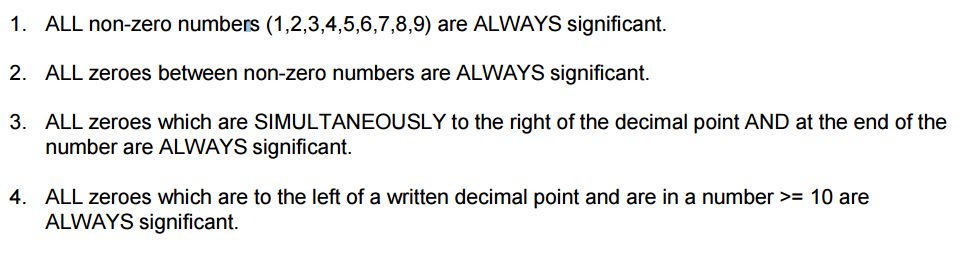 1. ALL non-zero numbers (1,2,3,4,5,6,7,8,9) are ALWAYS significant.
2. ALL zeroes between non-zero numbers are ALWAYS significant.
3. ALL zeroes which are SIMULTANEOUSLY to the right of the decimal point AND at the end of the
number are ALWAYS significant.
4. ALL zeroes which are to the left of a written decimal point and are in a number >= 10 are
ALWAYS significant.